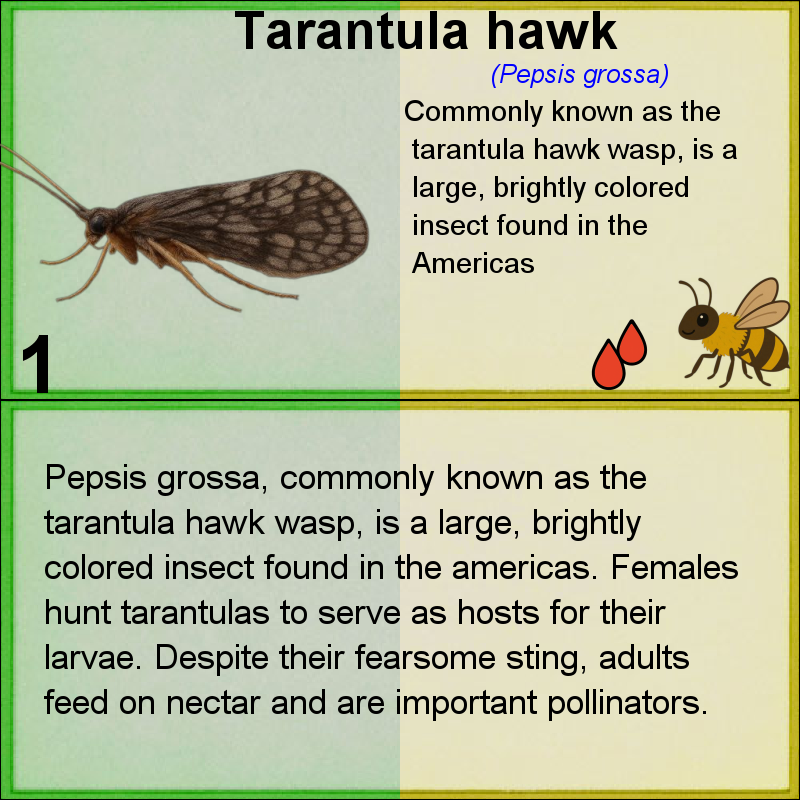 Tarantula hawk
(Pepsis grossa)
Commonly known as the
tarantula hawk wasp, is a
large, brightly colored
insect found in the
Americas
1
Pepsis grossa, commonly known as the
tarantula hawk wasp, is a large, brightly
colored insect found in the americas. Females
hunt tarantulas to serve as hosts for their
larvae. Despite their fearsome sting, adults
feed on nectar and are important pollinators.